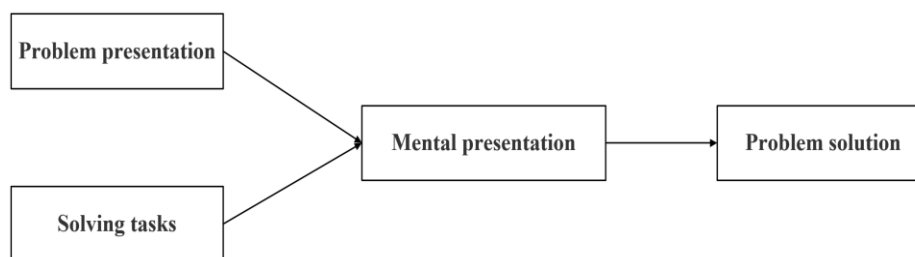 Problem presentation
Mental presentation
Problem solution
Solving tasks